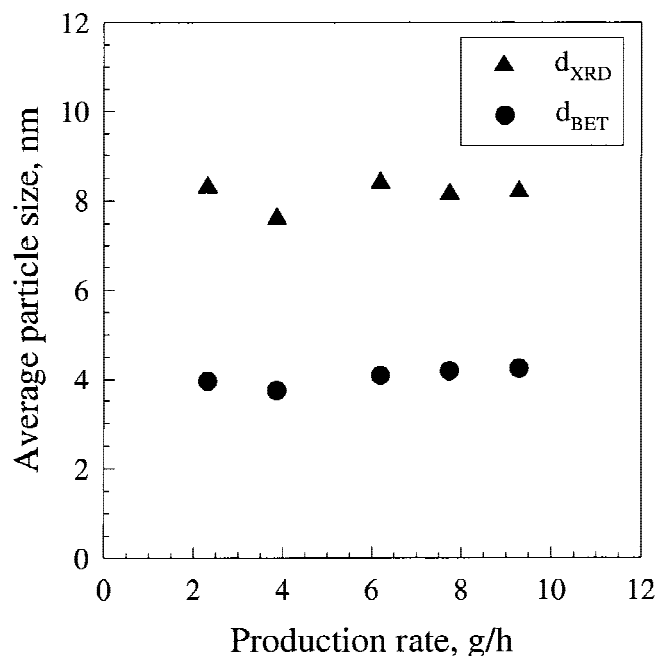 12
10
8
6
4
2
0
0 2 4 6 8 10 12
Average particle size, nm
Production rate, g/h
d_XRD
d_BET